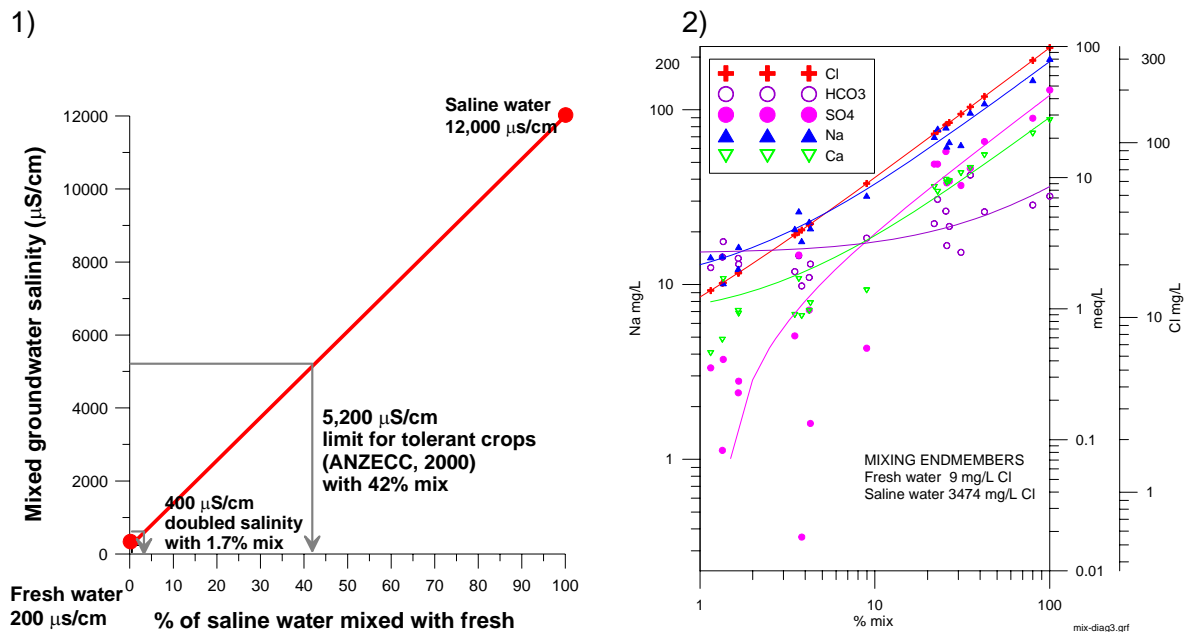 1)
Mixed groundwater salinity (μS/cm)
12000
10000
8000
6000
4000
2000
0
Saline water
12,000 μs/cm
5,200 μS/cm
limit for tolerant crops
(ANZECC, 2000)
with 42% mix
400 μS/cm
doubled salinity
with 1.7% mix
0 10 20 30 40 50 60 70 80 90 100
Fresh water
200 μs/cm
% of saline water mixed with fresh
2)
Cl
HCO3
SO4
Na
Ca
200
100
10
1
Na mg/L
100
10
1
0.1
0.01
meq/L
300
100
10
1
Cl mg/L
MIXING ENDMEMBERS
Fresh water 9 mg/L Cl
Saline water 3474 mg/L Cl
1 10 100
% mix
mix-diag3.grf